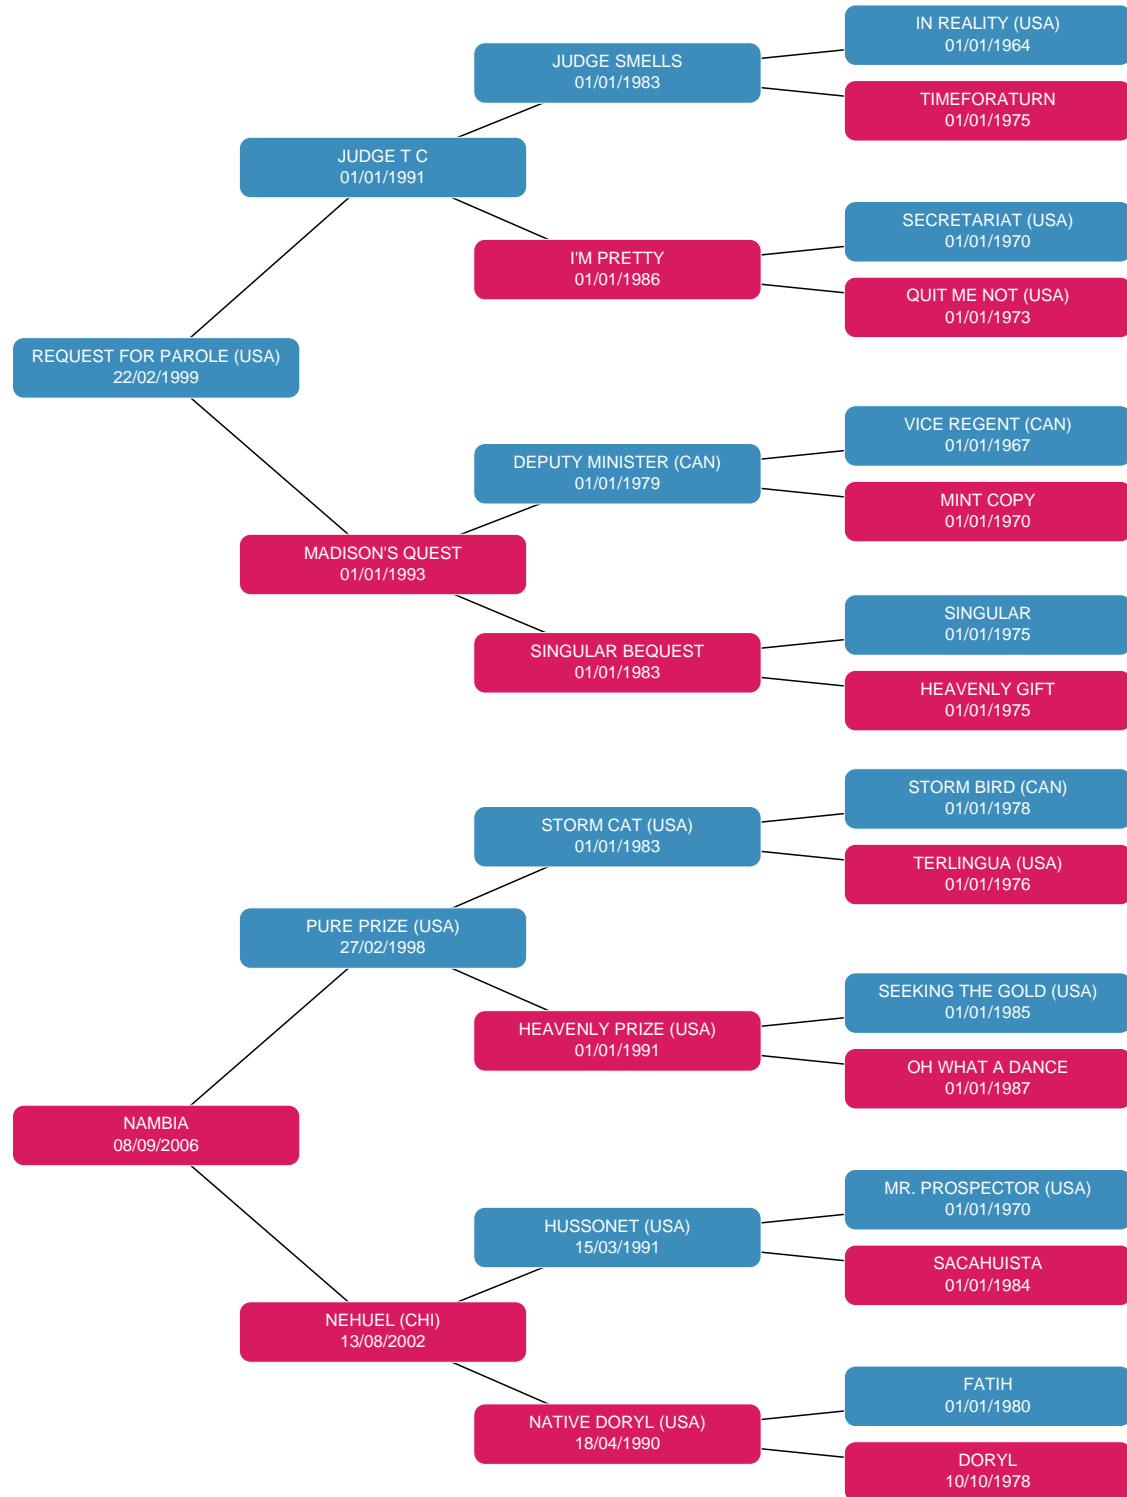 IN REALITY (USA)
01/01/1964
JUDGE SMELLS
01/01/1983
TIMEFORATURN
01/01/1975
JUDGE T C
01/01/1991
SECRETARIAT (USA)
01/01/1970
I'M PRETTY
01/01/1986
QUIT ME NOT (USA)
01/01/1973
REQUEST FOR PAROLE (USA)
22/02/1999
VICE REGENT (CAN)
01/01/1967
DEPUTY MINISTER (CAN)
01/01/1979
MINT COPY
01/01/1970
MADISON'S QUEST
01/01/1993
SINGULAR
01/01/1975
SINGULAR BEQUEST
01/01/1983
HEAVENLY GIFT
01/01/1975
STORM BIRD (CAN)
01/01/1978
STORM CAT (USA)
01/01/1983
TERLINGUA (USA)
01/01/1976
PURE PRIZE (USA)
27/02/1998
SEEKING THE GOLD (USA)
01/01/1985
HEAVENLY PRIZE (USA)
01/01/1991
OH WHAT A DANCE
01/01/1987
NAMBIA
08/09/2006
MR. PROSPECTOR (USA)
01/01/1970
HUSSONET (USA)
15/03/1991
SACAHUISTA
01/01/1984
NEHUEL (CHI)
13/08/2002
FATIH
01/01/1980
NATIVE DORYL (USA)
18/04/1990
DORYL
10/10/1978